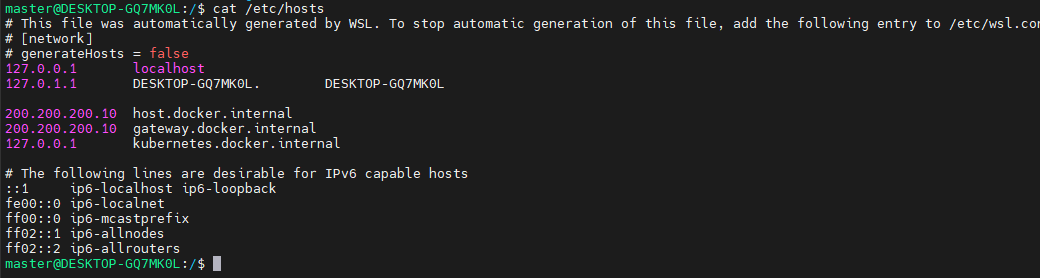 master@DESKTOP-GQ7MK0L:/$ cat /etc/hosts
# This file was automatically generated by WSL. To stop automatic generation of this file, add the following entry to /etc/wsl.con
# [network]
# generateHosts = false
127.0.0.1 localhost
127.0.1.1 DESKTOP-GQ7MK0L. DESKTOP-GQ7MK0L
200.200.200.10 host.docker.internal
200.200.200.10 gateway.docker.internal
127.0.0.1 kubernetes.docker.internal
# The following lines are desirable for IPv6 capable hosts
::1 ip6-localhost ip6-loopback
fe00::0 ip6-localnet
ff00::0 ip6-mcastprefix
ff02::1 ip6-allnodes
ff02::2 ip6-allrouters
master@DESKTOP-GQ7MK0L:/$